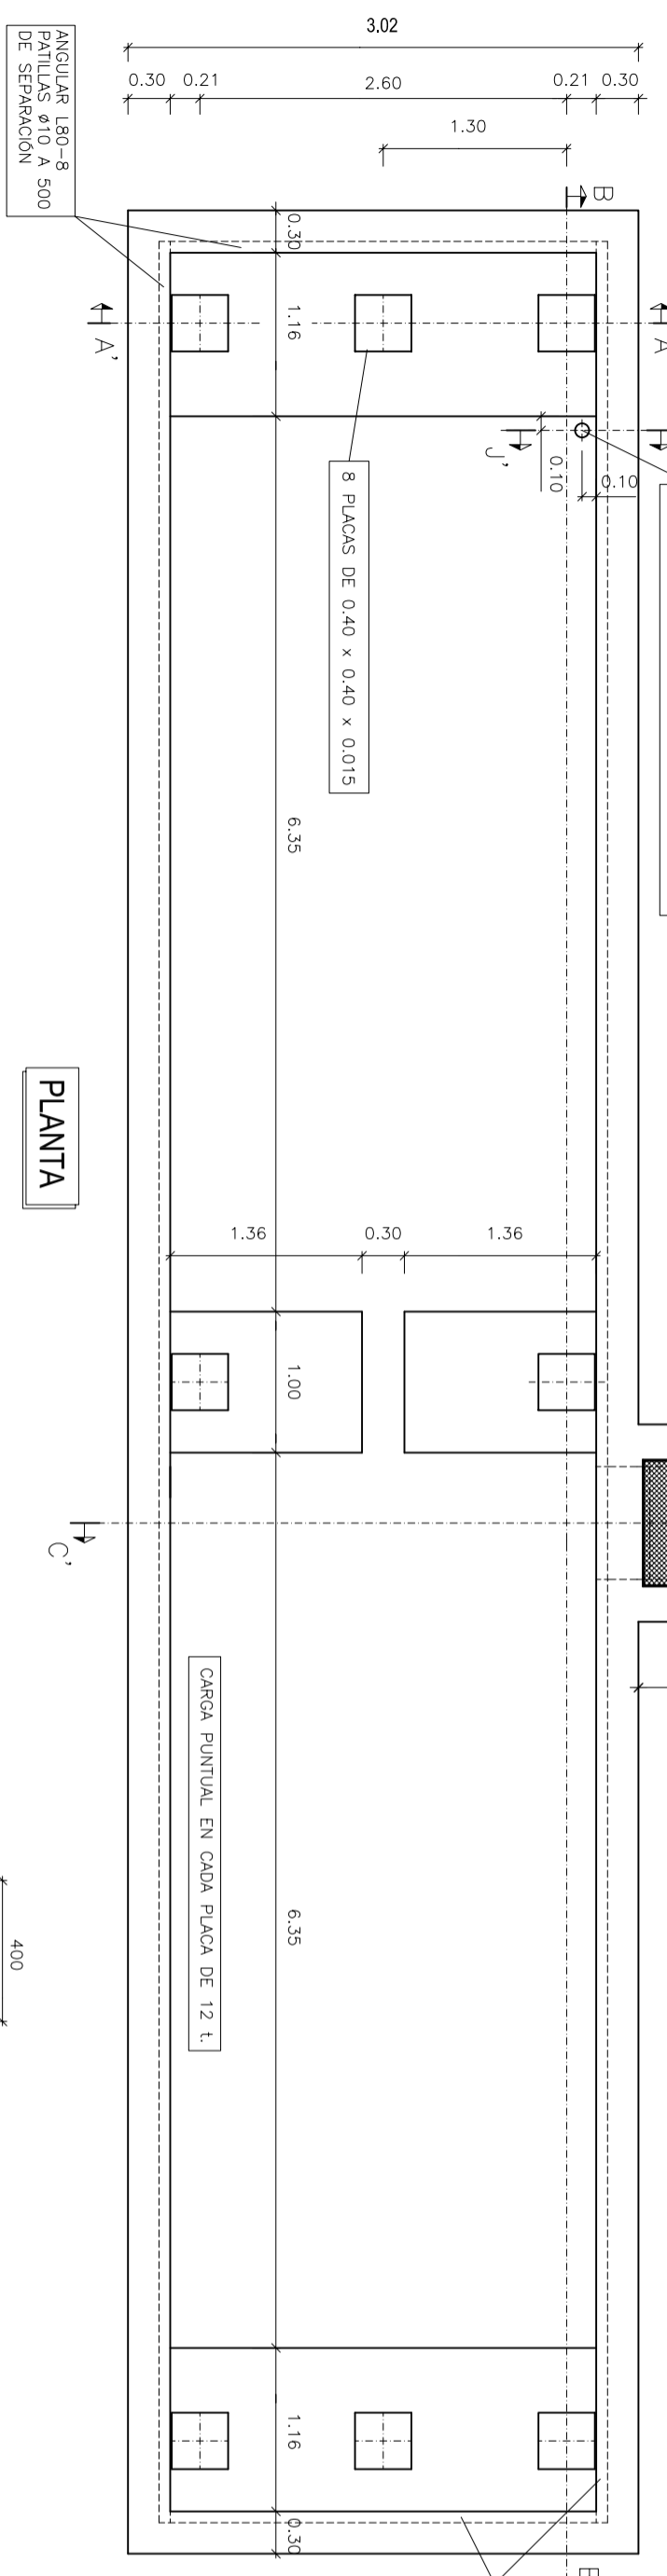 3.02
0.30
0.21
2.60
0.21
0.30
1.30
ANGULAR L80-8
PATILLAS ø10 A 500
DE SEPARACIÓN
B
0.30
1.16
A'
A
J'
0.10
0.10
8 PLACAS DE 0.40 x 0.40 x 0.015
6.35
PLANTA
1.36
0.30
1.36
1.00
C'
CARGA PUNTUAL EN CADA PLACA DE 12 t.
6.35
400
1.16
0.30